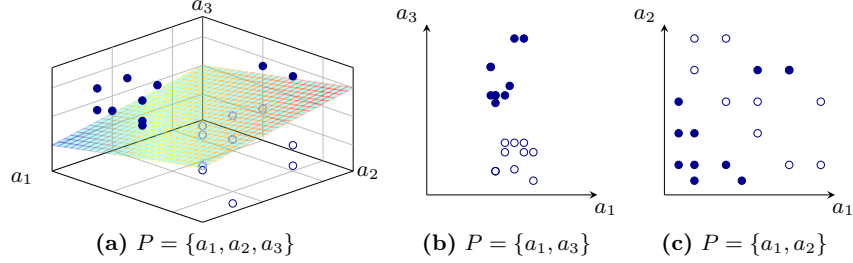 a₃
a₁
a₂
(a) P = {a₁, a₂, a₃}
a₃
a₁
(b) P = {a₁, a₃}
a₂
a₁
(c) P = {a₁, a₂}